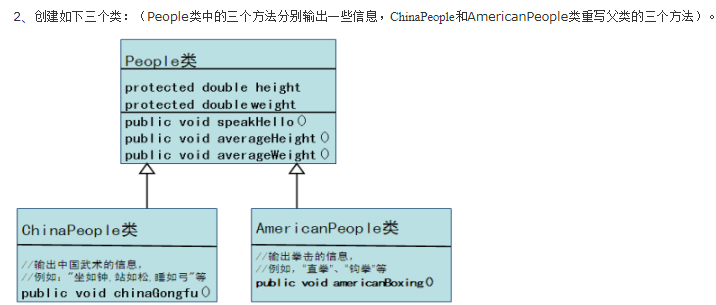 2、创建如下三个类：（People类中的三个方法分别输出一些信息，ChinaPeople和AmericanPeople类重写父类的三个方法）。
People类
protected double height
protected double weight
public void speakHello()
public void averageHeight()
public void averageWeight()
ChinaPeople类
//输出中国武术的信息，
//例如："坐如钟,站如松,睡如弓"等
public void chinaGongfu()
AmericanPeople类
//输出拳击的信息，
//例如，"直拳"、"钩拳"等
public void americanBoxing()